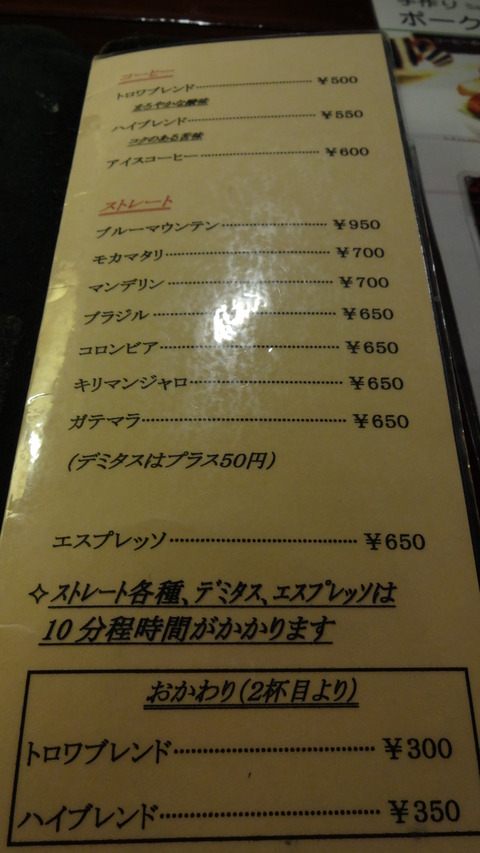 手作り
ポーク
コーヒー
トロワブレンド……………………￥500
まろやかな酸味
ハイブレンド……………………￥550
コクのある苦味
アイスコーヒー……………………￥600
ストレート
ブルーマウンテン……………………￥950
モカマタリ……………………￥700
マンデリン……………………￥700
ブラジル……………………￥650
コロンビア……………………￥650
キリマンジャロ……………………￥650
ガテマラ……………………￥650
（デミタスはプラス50円）
エスプレッソ……………………￥650
✧ストレート各種、デミタス、エスプレッソは
10分程時間がかかります
おかわり（2杯目より）
トロワブレンド……………………￥300
ハイブレンド……………………￥350